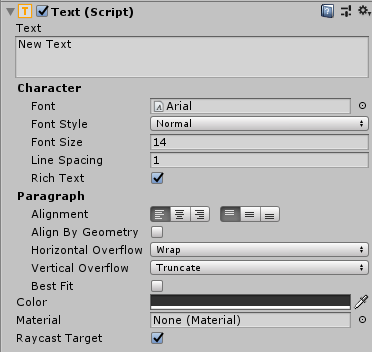 Text (Script)
Text
New Text
Character
Font Arial
Font Style Normal
Font Size 14
Line Spacing 1
Rich Text
Paragraph
Alignment
Align By Geometry
Horizontal Overflow Wrap
Vertical Overflow Truncate
Best Fit
Color
Material None (Material)
Raycast Target